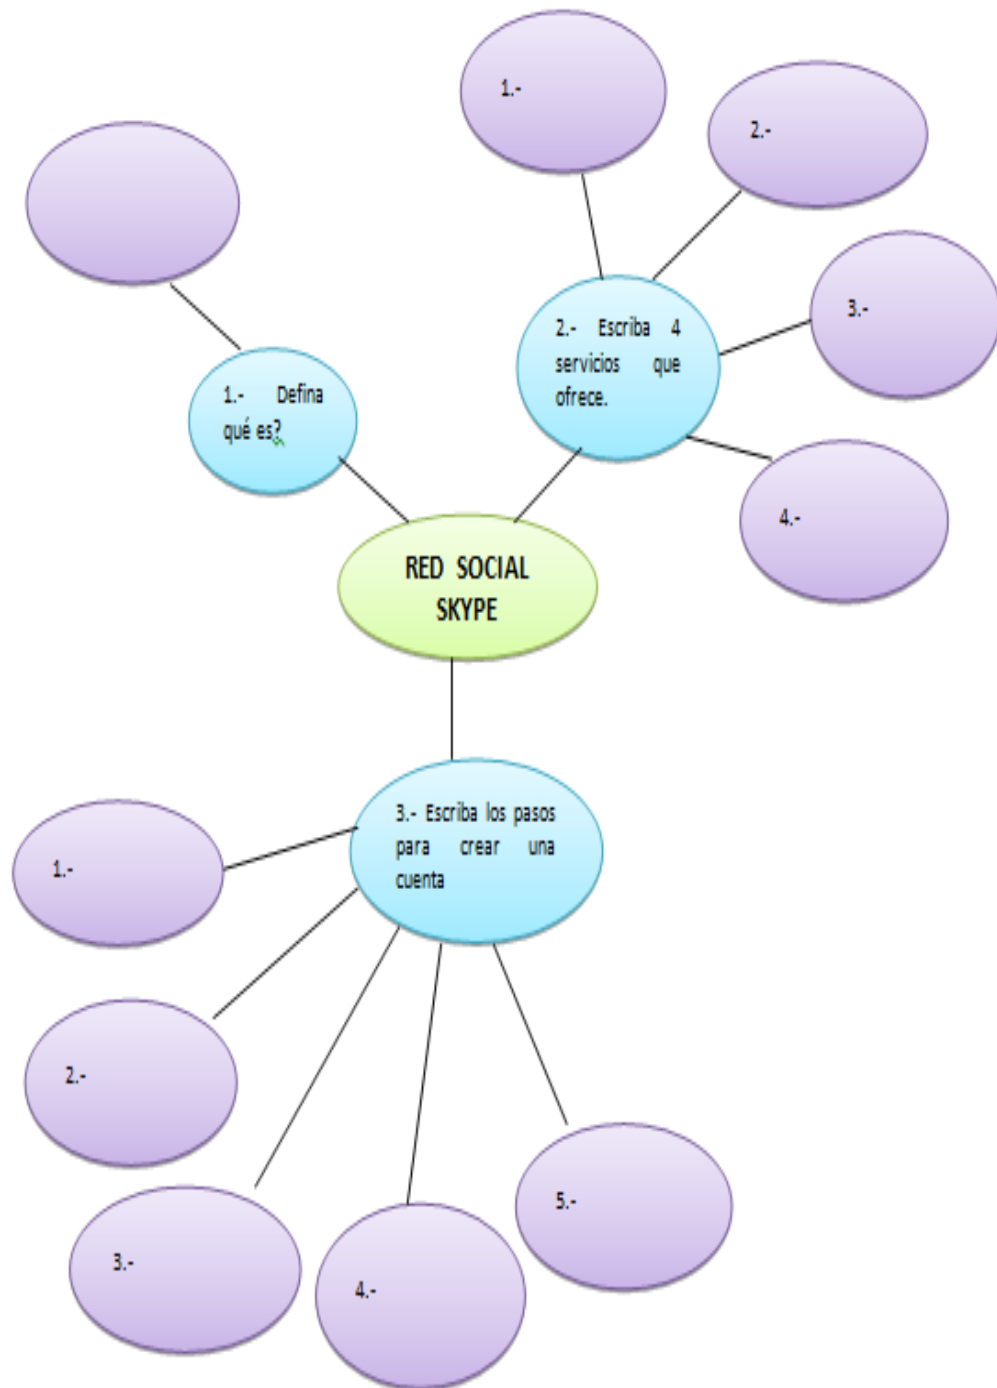 1.-
2.-
3.-
4.-
2.- Escriba 4
servicios que
ofrece.
1.- Defina
qué es?
RED SOCIAL
SKYPE
3.- Escriba los pasos
para crear una
cuenta
1.-
2.-
3.-
4.-
5.-